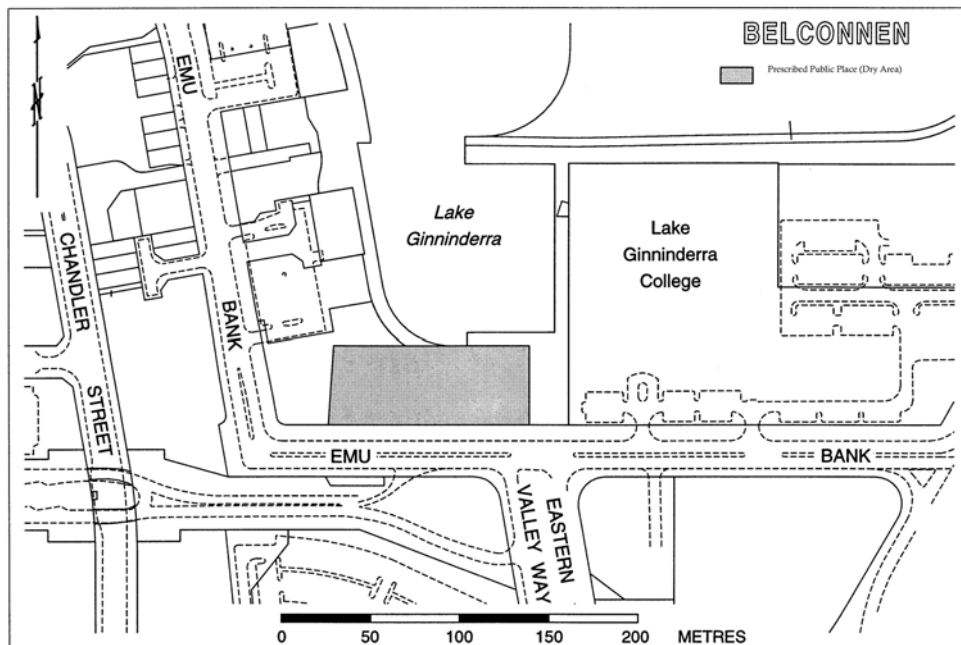 BELCONNEN
Prescribed Public Place (Dry Area)
N
EMU
BANK
CHANDLER
STREET
Lake
Ginninderra
Lake
Ginninderra
College
EMU
BANK
EASTERN
VALLEY WAY
0 50 100 150 200 METRES